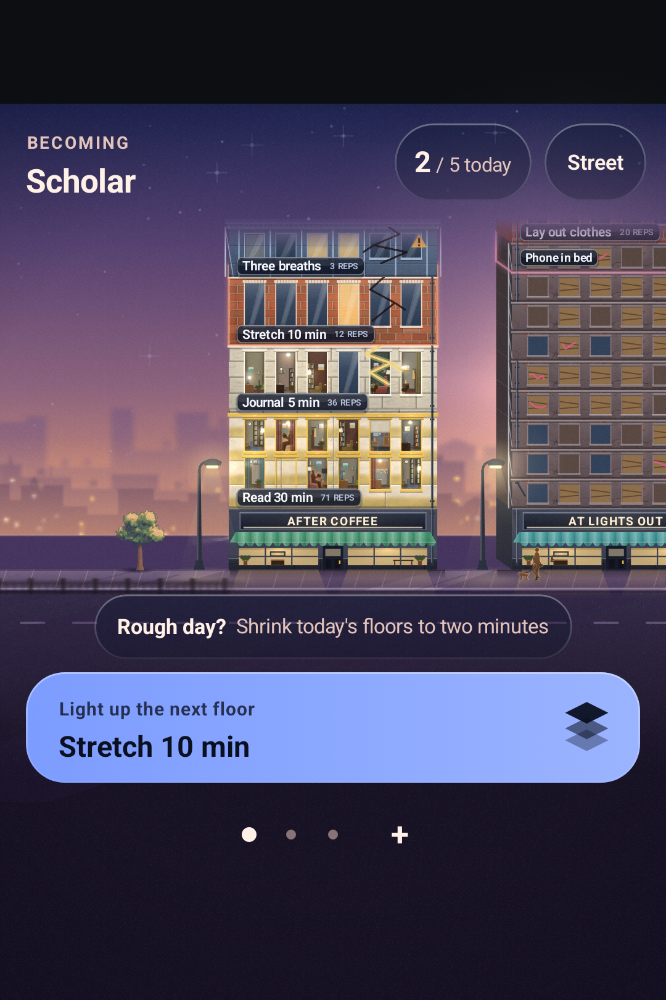 BECOMING
Scholar
2 / 5 today
Street
Three breaths 3 REPS
Stretch 10 min 12 REPS
Journal 5 min 36 REPS
Read 30 min 71 REPS
AFTER COFFEE
Lay out clothes 20 REPS
Phone in bed
AT LIGHTS OUT
Rough day? Shrink today's floors to two minutes
Light up the next floor
Stretch 10 min